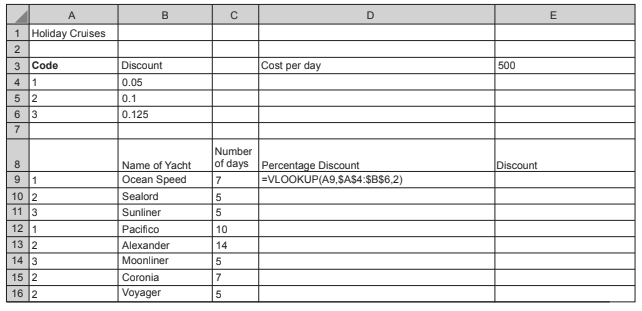 A B C D E
1 Holiday Cruises
2
3 Code Discount Cost per day 500
4 1 0.05
5 2 0.1
6 3 0.125
7
8 Name of Yacht Number of days Percentage Discount Discount
9 1 Ocean Speed 7 =VLOOKUP(A9,$A$4:$B$6,2)
10 2 Sealord 5
11 3 Sunliner 5
12 1 Pacifico 10
13 2 Alexander 14
14 3 Moonliner 5
15 2 Coronia 7
16 2 Voyager 5